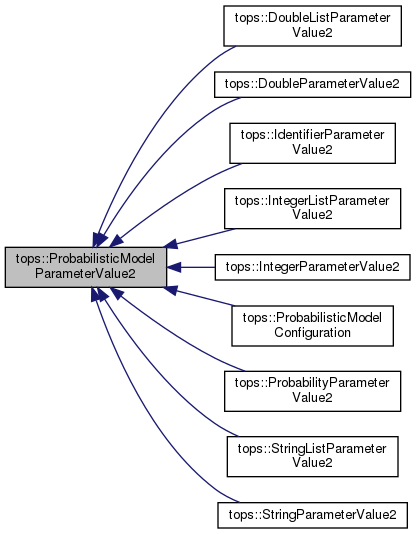 tops::DoubleListParameter
Value2
tops::DoubleParameterValue2
tops::IdentifierParameter
Value2
tops::IntegerListParameter
Value2
tops::ProbabilisticModel
ParameterValue2
tops::IntegerParameterValue2
tops::ProbabilisticModel
Configuration
tops::ProbabilityParameter
Value2
tops::StringListParameter
Value2
tops::StringParameterValue2